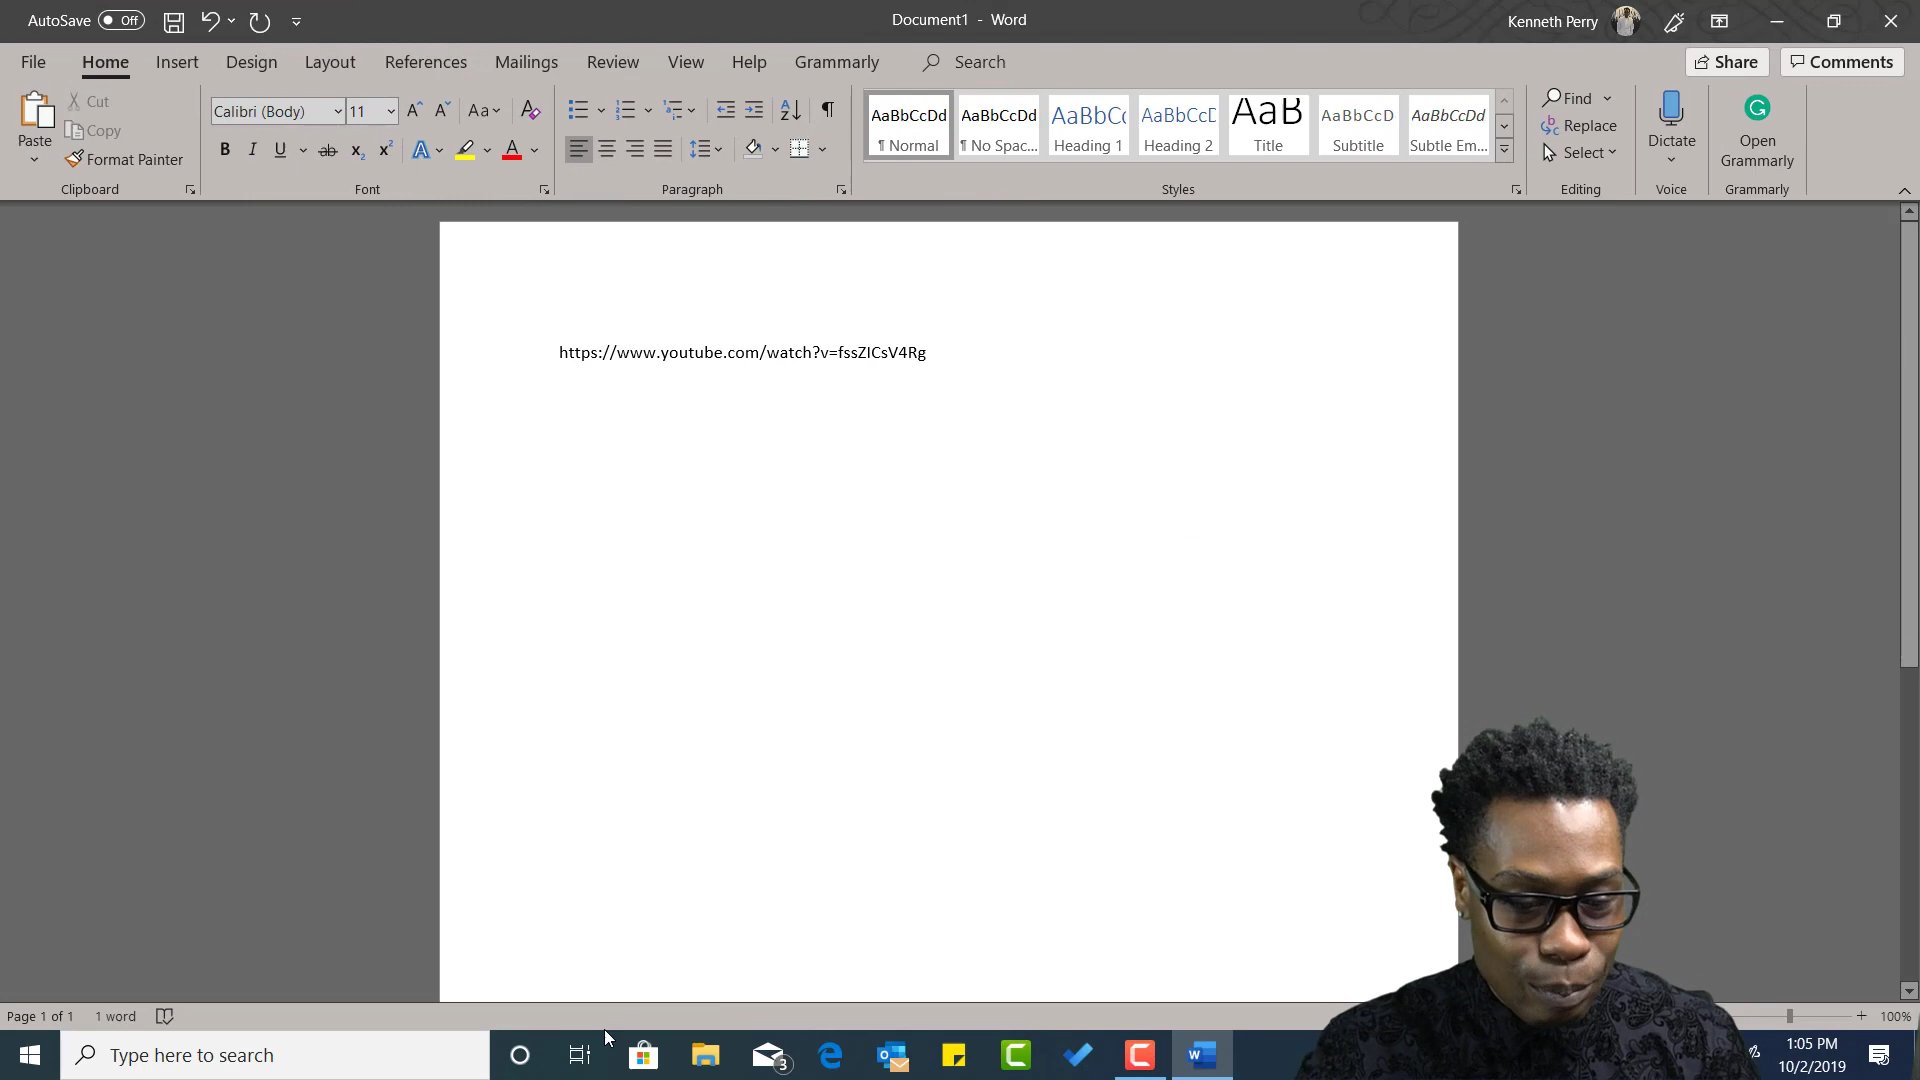 AutoSave Off
Document1 - Word
Kenneth Perry
File Home Insert Design Layout References Mailings Review View Help Grammarly Search
Share Comments
Paste
Cut
Copy
Format Painter
Clipboard
Calibri (Body) 11
Font
Paragraph
AaBbCcDd AaBbCcDd AaBbCc AaBbCcD AaB AaBbCcD AaBbCcDd
¶ Normal ¶ No Spac... Heading 1 Heading 2 Title Subtitle Subtle Em...
Styles
Find
Replace
Select
Editing
Dictate
Voice
Open
Grammarly
Grammarly
https://www.youtube.com/watch?v=fssZICsV4Rg
Page 1 of 1 1 word
100%
Type here to search
3
1:05 PM
10/2/2019